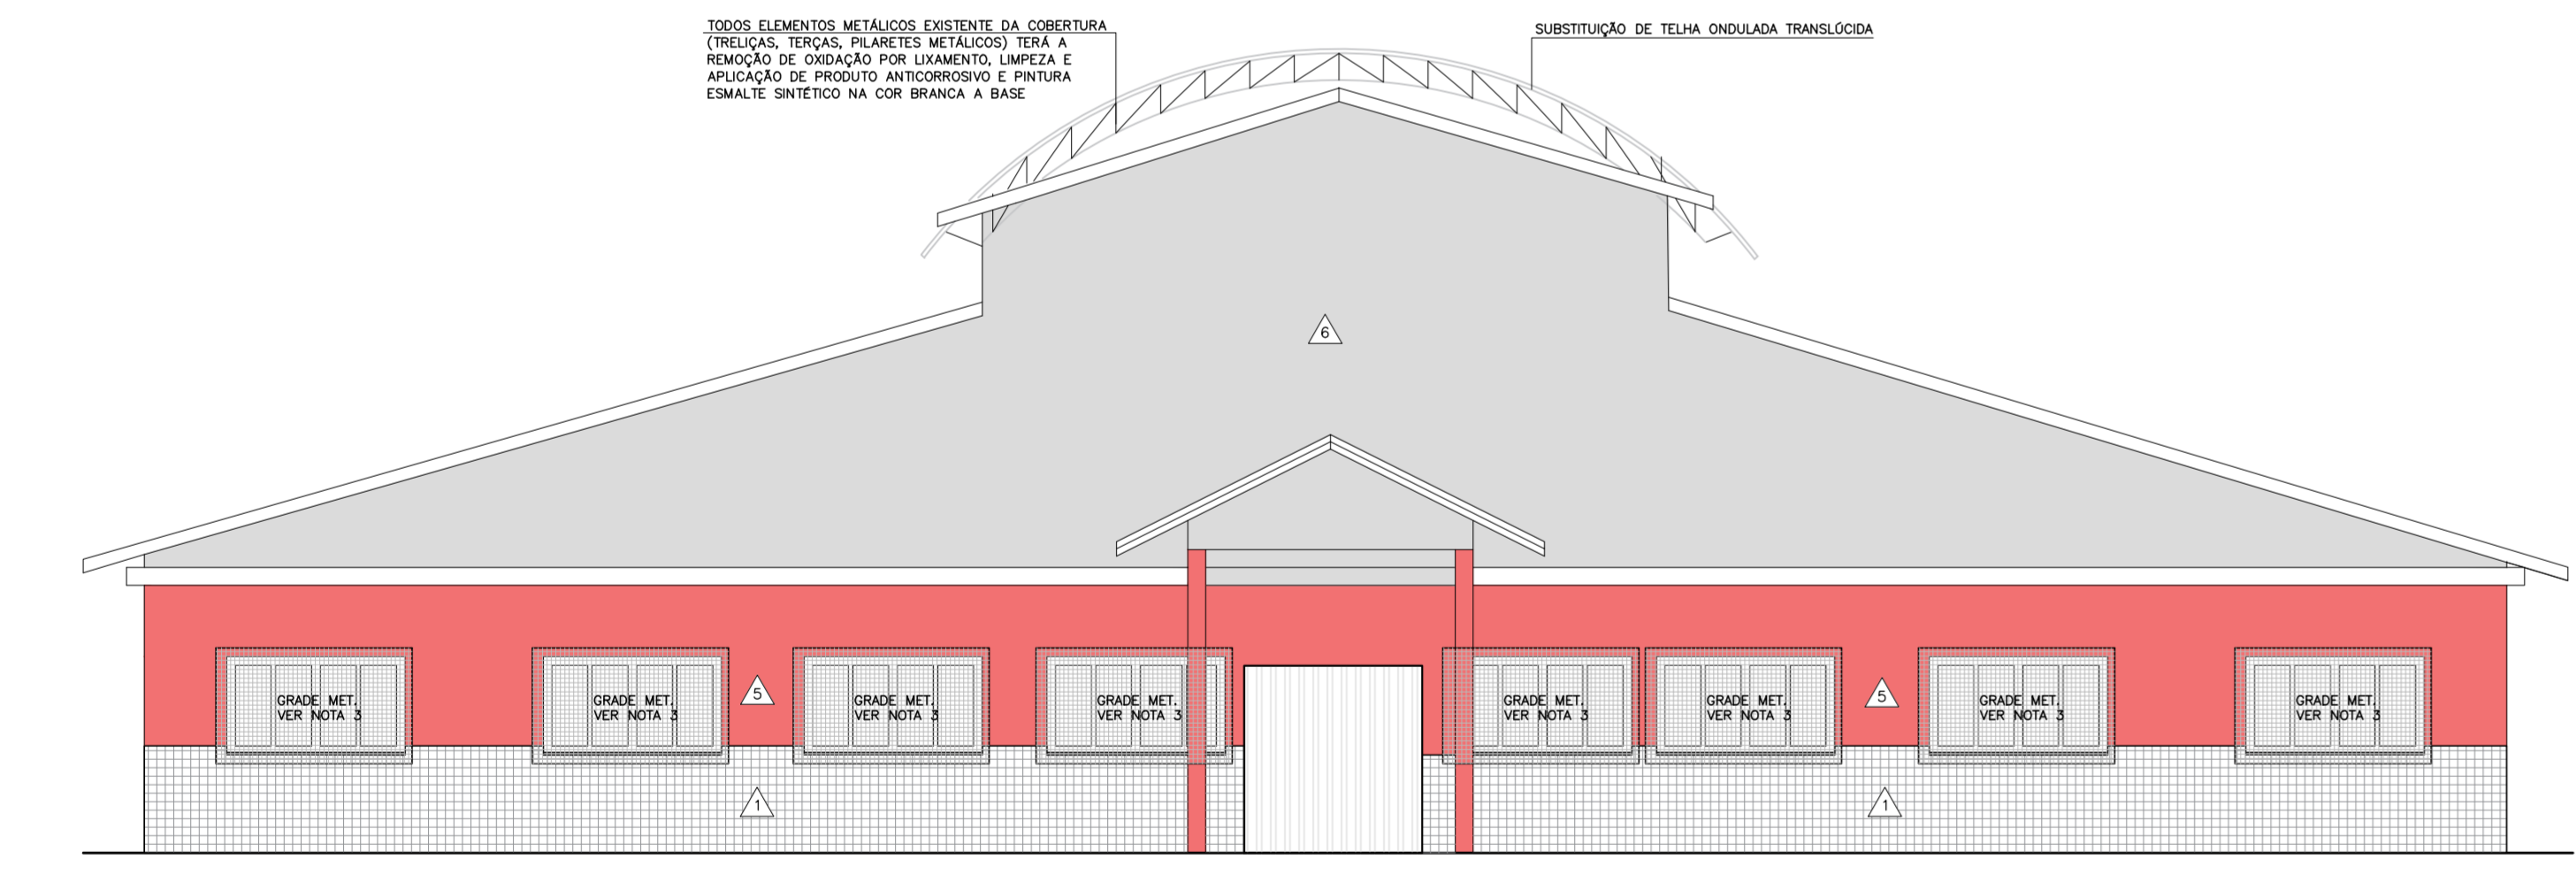 TODOS ELEMENTOS METÁLICOS EXISTENTE DA COBERTURA
(TRELIÇAS, TERÇAS, PILARETES METÁLICOS) TERÁ A
REMOÇÃO DE OXIDAÇÃO POR LIXAMENTO, LIMPEZA E
APLICAÇÃO DE PRODUTO ANTICORROSIVO E PINTURA
ESMALTE SINTÉTICO NA COR BRANCA A BASE
SUBSTITUIÇÃO DE TELHA ONDULADA TRANSLÚCIDA
6
GRADE MET.
VER NOTA 3
GRADE MET.
VER NOTA 3
5
GRADE MET.
VER NOTA 3
GRADE MET.
VER NOTA 3
GRADE MET.
VER NOTA 3
GRADE MET.
VER NOTA 3
5
GRADE MET.
VER NOTA 3
GRADE MET.
VER NOTA 3
1
1